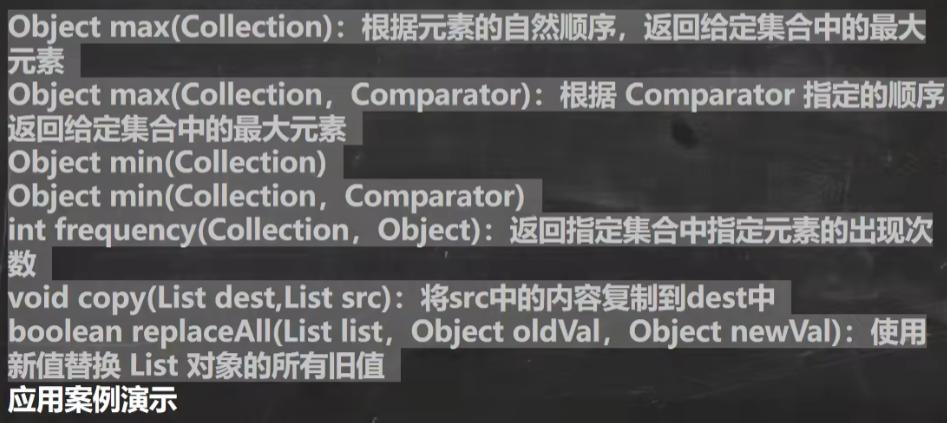 Object max(Collection)：根据元素的自然顺序，返回给定集合中的最大
元素
Object max(Collection，Comparator)：根据 Comparator 指定的顺序
返回给定集合中的最大元素
Object min(Collection)
Object min(Collection，Comparator)
int frequency(Collection，Object)：返回指定集合中指定元素的出现次
数
void copy(List dest,List src)：将src中的内容复制到dest中
boolean replaceAll(List list，Object oldVal，Object newVal)：使用
新值替换 List 对象的所有旧值
应用案例演示